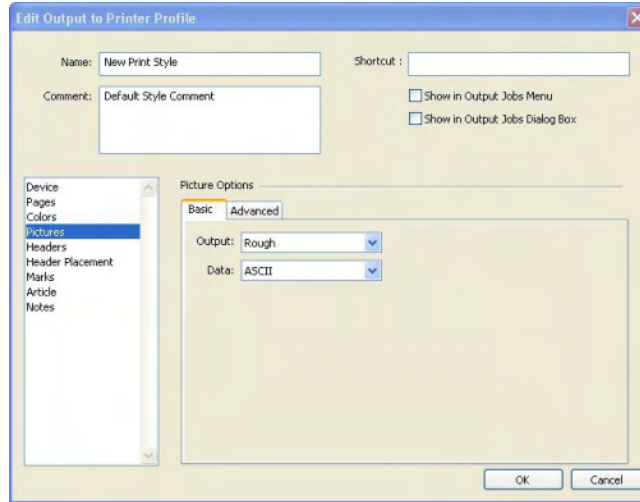 Edit Output to Printer Profile
Name: New Print Style
Shortcut :
Comment: Default Style Comment
Show in Output Jobs Menu
Show in Output Jobs Dialog Box
Device
Pages
Colors
Pictures
Headers
Header Placement
Marks
Article
Notes
Picture Options
Basic Advanced
Output: Rough
Data: ASCII
OK Cancel